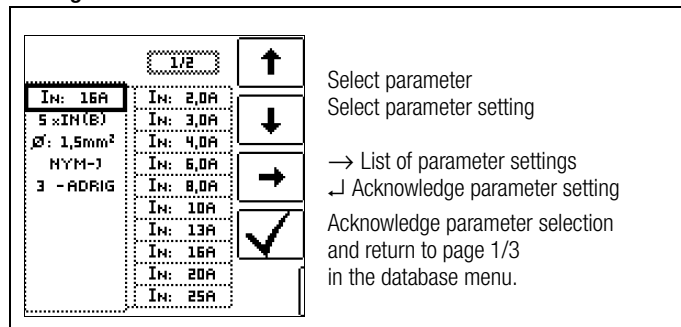 1/2
IN: 16A
5 xIN(B)
Ø: 1,5mm²
NYM-J
3 -ADRIG
IN: 2,0A
IN: 3,0A
IN: 4,0A
IN: 6,0A
IN: 8,0A
IN: 10A
IN: 13A
IN: 16A
IN: 20A
IN: 25A
Select parameter
Select parameter setting
→ List of parameter settings
↵ Acknowledge parameter setting
Acknowledge parameter selection
and return to page 1/3
in the database menu.